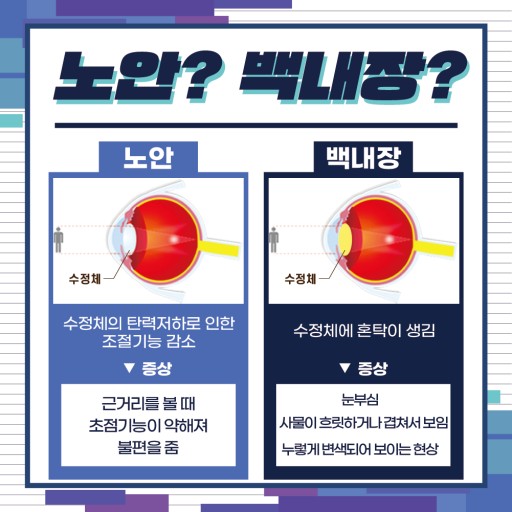 노안? 백내장?
노안
수정체
수정체의 탄력저하로 인한
조절기능 감소
▼ 증상
근거리를 볼 때
초점기능이 약해져
불편을 줌
백내장
수정체
수정체에 혼탁이 생김
▼ 증상
눈부심
사물이 흐릿하거나 겹쳐서 보임
누렇게 변색되어 보이는 현상